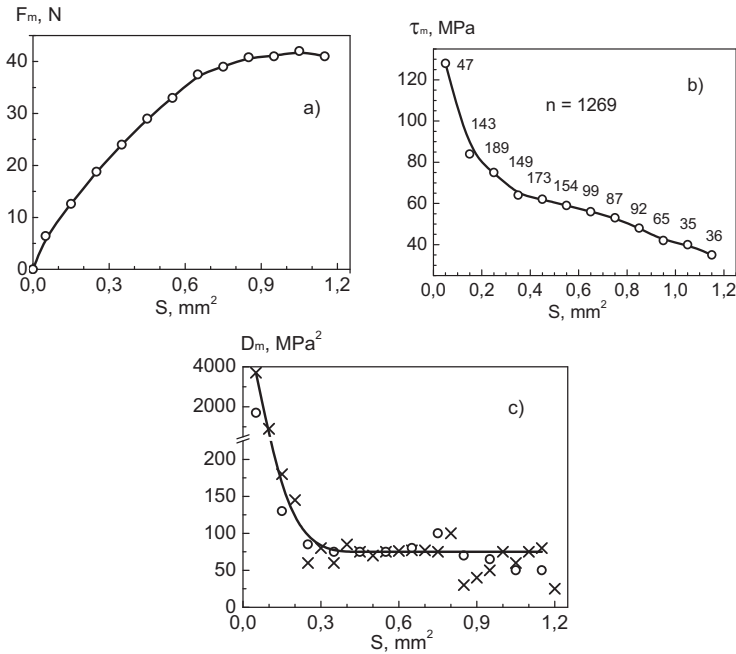 Fm, N
40
30
20
10
0
0,0 0,3 0,6 0,9 1,2
S, mm²
a)
τm, MPa
120
100
80
60
40
0,0 0,2 0,4 0,6 0,8 1,0 1,2
S, mm²
b)
n = 1269
47
143
189
149
173
154
99
87
92
65
35
36
Dm, MPa²
4000
2000
200
150
100
50
0
0,0 0,3 0,6 0,9 1,2
S, mm²
c)